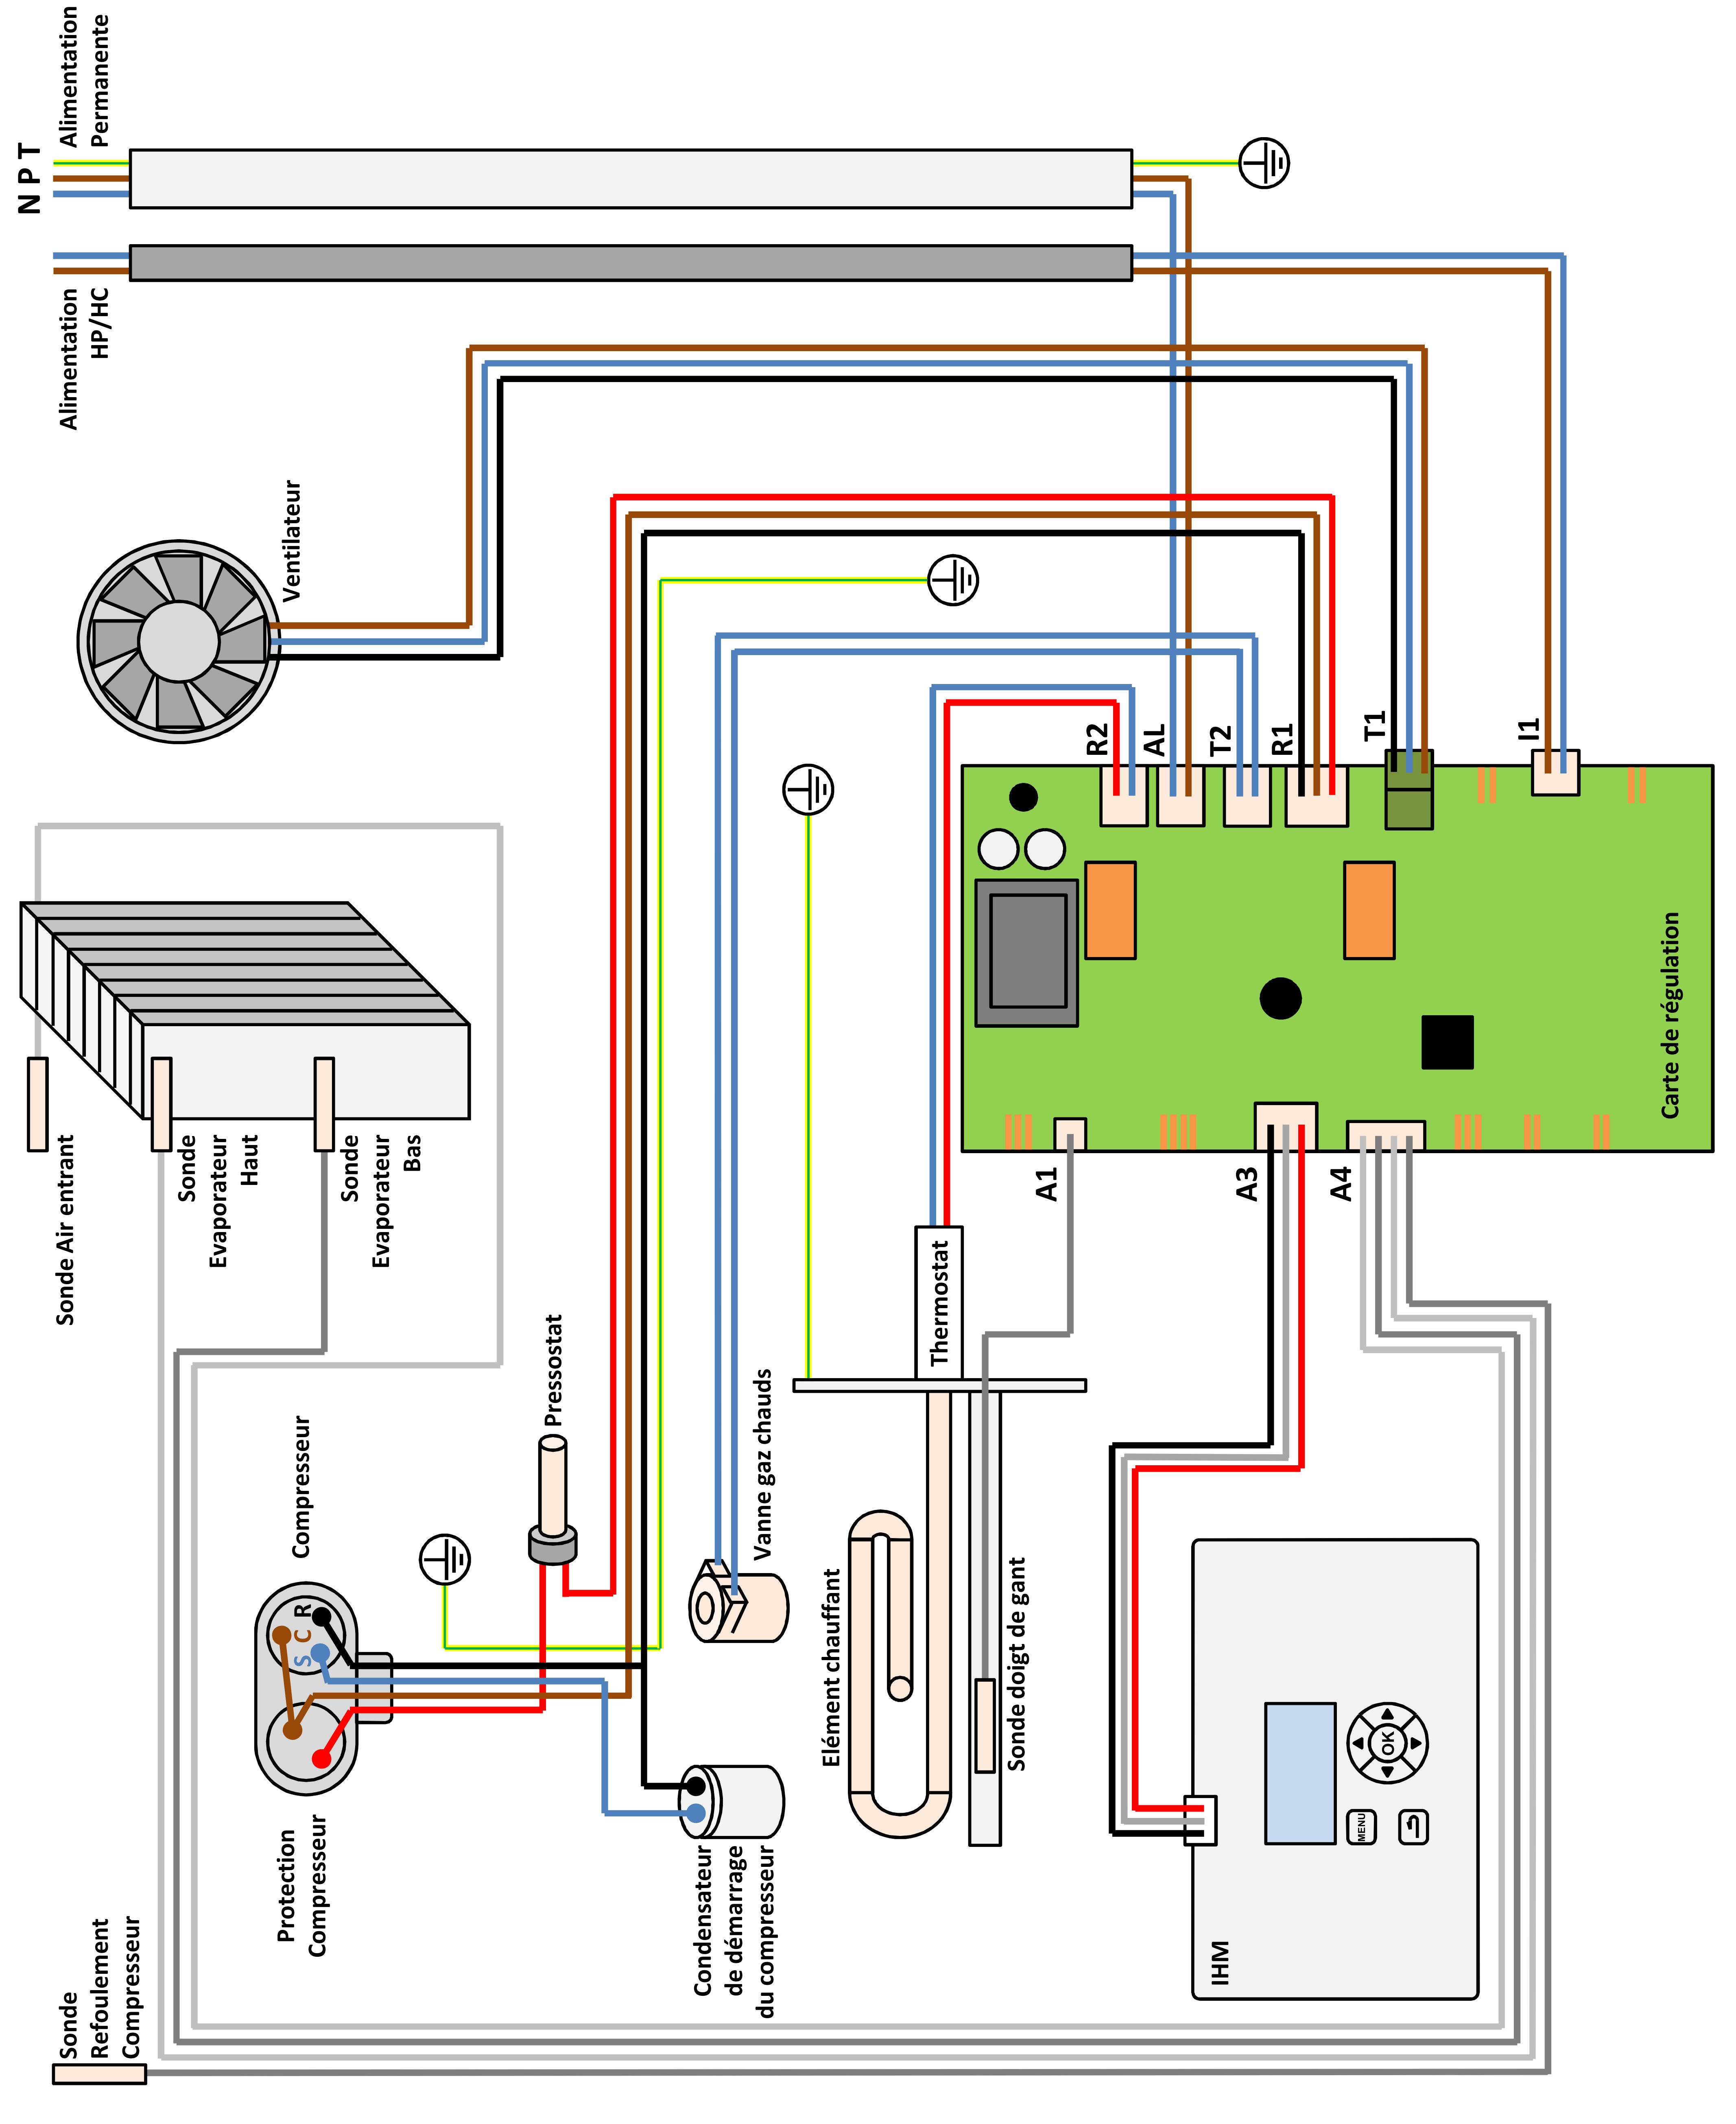 N P T
Alimentation
Permanente
Alimentation
HP/HC
Ventilateur
Sonde Air entrant
Sonde
Evaporateur
Haut
Sonde
Evaporateur
Bas
Compresseur
Pressostat
R
C
S
Protection
Compresseur
Sonde
Refoulement
Compresseur
Vanne gaz chauds
Condensateur
de démarrage
du compresseur
Thermostat
Elément chauffant
Sonde doigt de gant
R2
AL
T2
R1
T1
I1
Carte de régulation
A1
A3
A4
IHM
MENU
OK